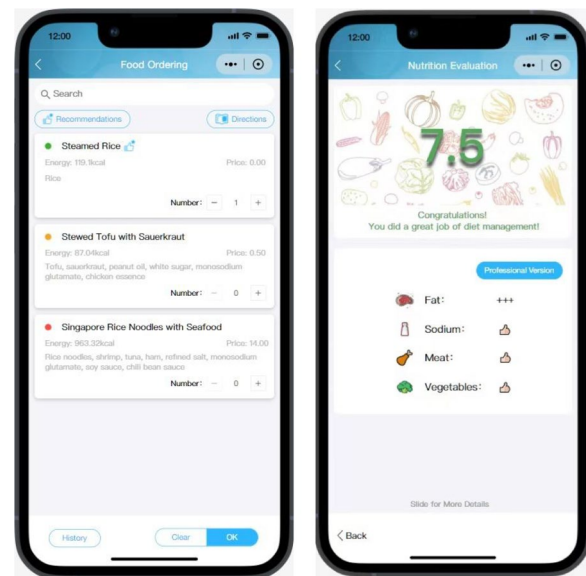 12:00
Food Ordering
Search
Recommendations
Directions
Steamed Rice
Energy: 119.1kcal
Price: 0.00
Rice
Number: − 1 +
Stewed Tofu with Sauerkraut
Energy: 87.04kcal
Price: 0.50
Tofu, sauerkraut, peanut oil, white sugar, monosodium
glutamate, chicken essence
Number: − 0 +
Singapore Rice Noodles with Seafood
Energy: 963.32kcal
Price: 14.00
Rice noodles, shrimp, tuna, ham, refined salt, monosodium
glutamate, soy sauce, chili bean sauce
Number: − 0 +
History
Clear
OK
12:00
Nutrition Evaluation
7.5
Congratulations!
You did a great job of diet management!
Professional Version
Fat: +++
Sodium:
Meat:
Vegetables:
Slide for More Details
< Back